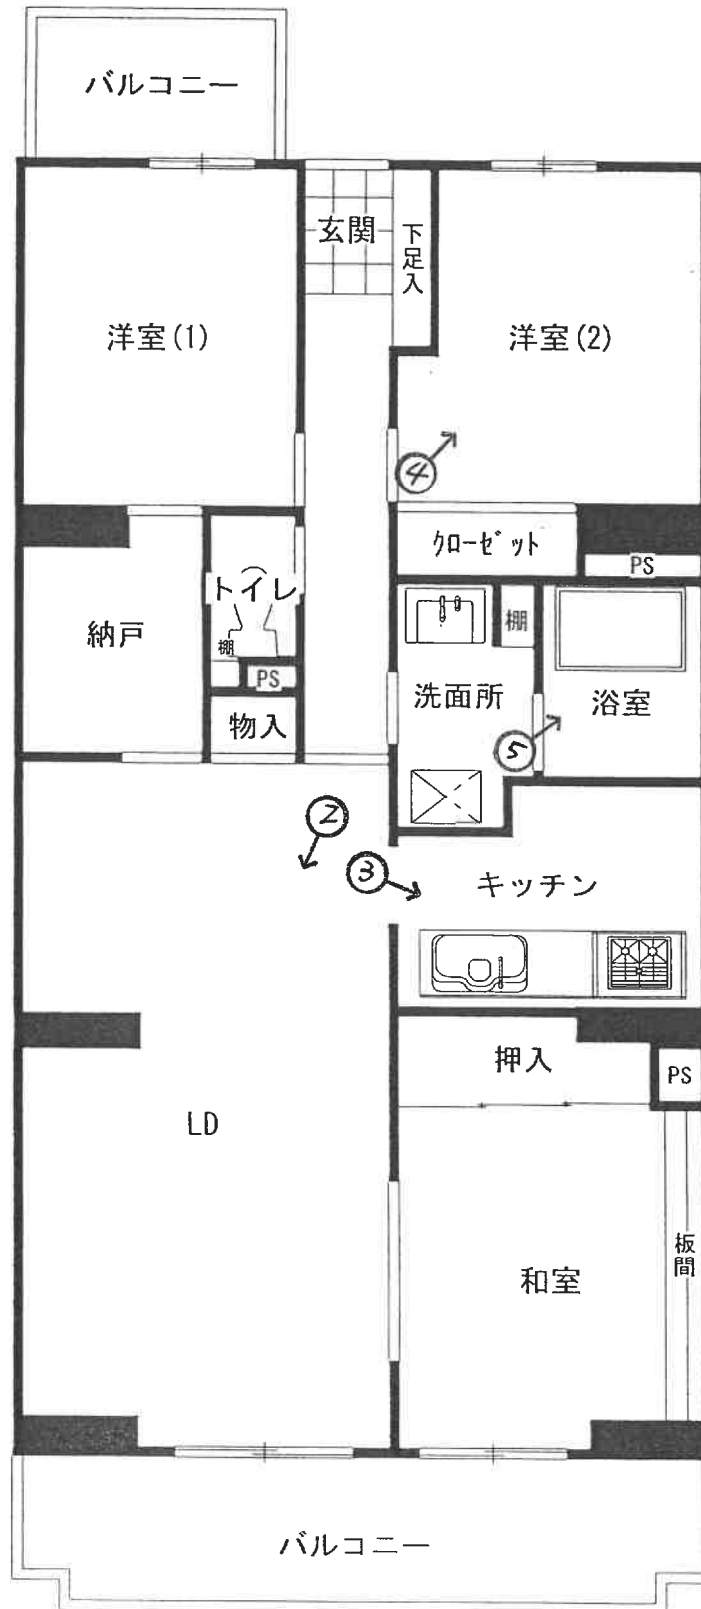 バルコニー
玄関
下足入
洋室(1)
洋室(2)
④
クローゼット
PS
トイレ
棚
納戸
棚
PS
洗面所
浴室
物入
⑤
②
③
キッチン
押入
PS
LD
板間
和室
バルコニー